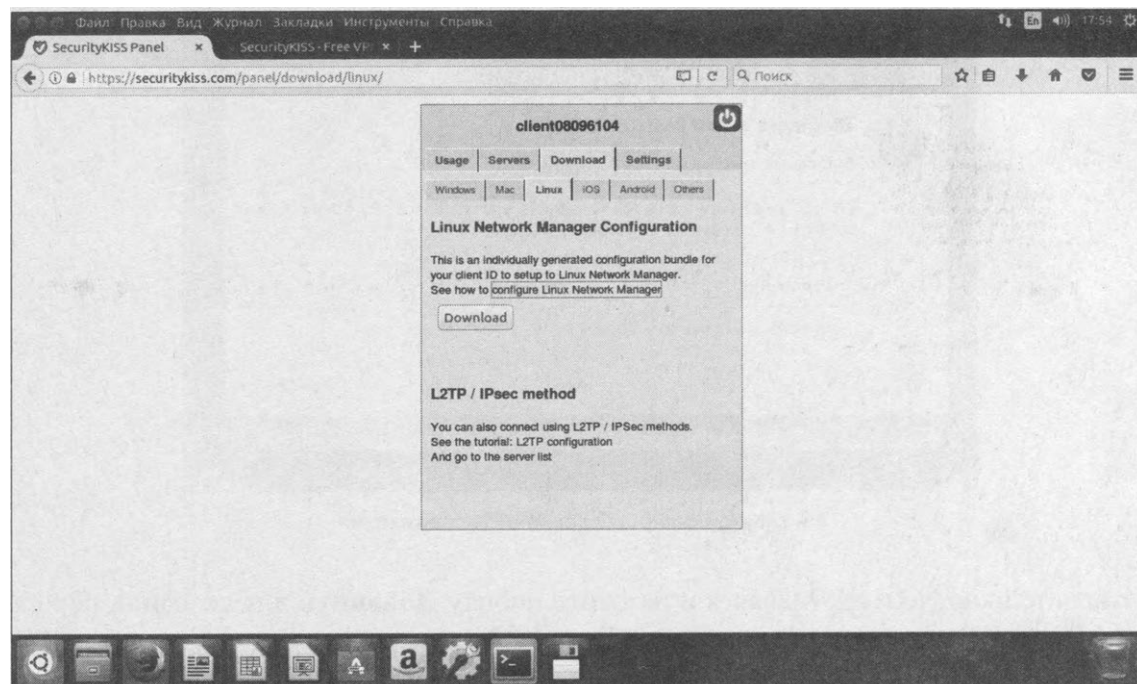 Файл Правка Вид Журнал Закладки Инструменты Справка
En 17:54
SecurityKISS Panel × SecurityKISS - Free VP × +
https://securitykiss.com/panel/download/linux/
Поиск
client08096104
Usage Servers Download Settings
Windows Mac Linux iOS Android Others
Linux Network Manager Configuration
This is an individually generated configuration bundle for
your client ID to setup to Linux Network Manager.
See how to configure Linux Network Manager
Download
L2TP / IPsec method
You can also connect using L2TP / IPSec methods.
See the tutorial: L2TP configuration
And go to the server list
a
>_